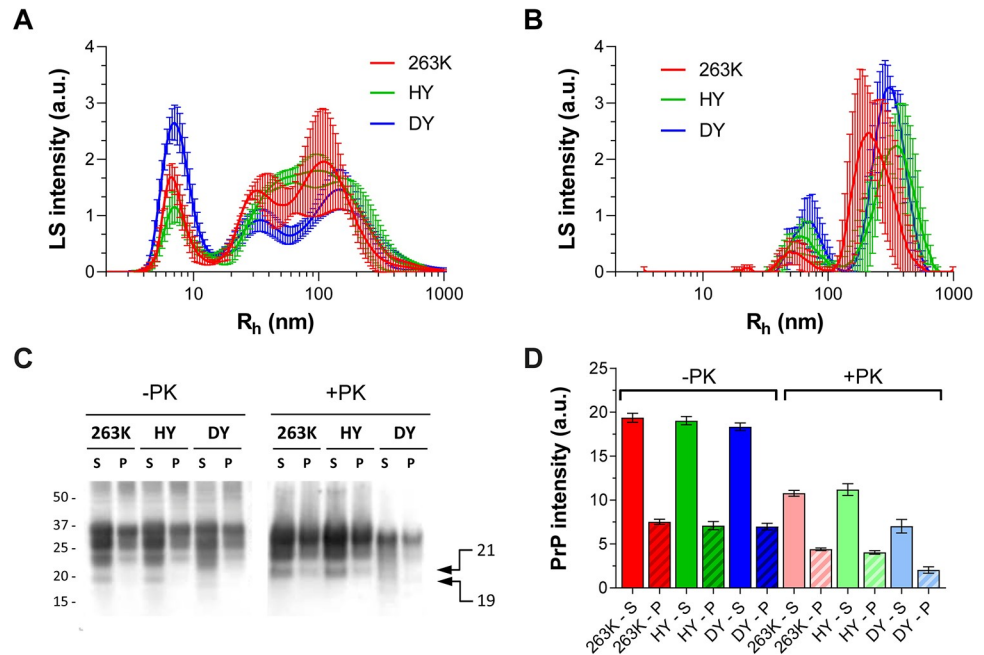 A
4
3
2
1
0
10
100
1000
LS intensity (a.u.)
Rh (nm)
263K
HY
DY
B
4
3
2
1
0
10
100
1000
LS intensity (a.u.)
Rh (nm)
263K
HY
DY
C
-PK
+PK
263K HY DY
263K HY DY
S P S P S P
S P S P S P
50 -
37 -
25 -
20 -
15 -
21
19
D
-PK
+PK
25
20
15
10
5
0
PrP intensity (a.u.)
263K - S
263K - P
HY - S
HY - P
DY - S
DY - P
263K - S
263K - P
HY - S
HY - P
DY - S
DY - P